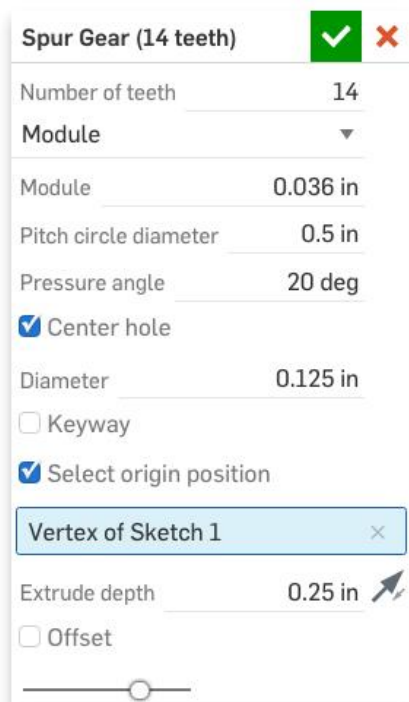 Spur Gear (14 teeth)
Number of teeth 14
Module
Module 0.036 in
Pitch circle diameter 0.5 in
Pressure angle 20 deg
Center hole
Diameter 0.125 in
Keyway
Select origin position
Vertex of Sketch 1
Extrude depth 0.25 in
Offset